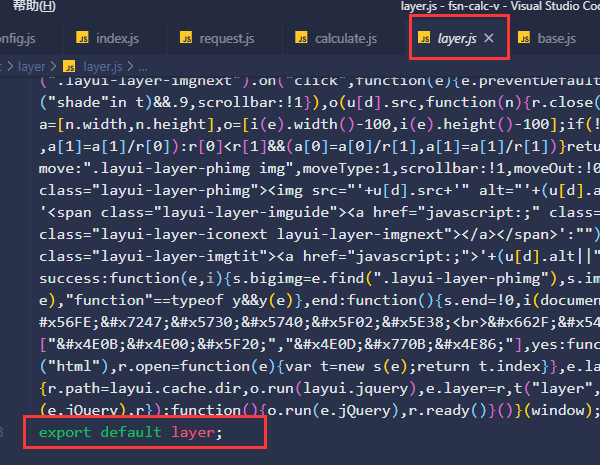 帮助(H)
layer.js - fsn-calc-v - Visual Studio Cod
nfig.js
JS index.js
JS request.js
JS calculate.js
JS layer.js ×
JS base.js
> layer > JS layer.js > ...
(".layui-layer-imgnext").on("click",function(e){e.preventDefault
("shade"in t)&&.9,scrollbar:!1}),o(u[d].src,function(n){r.close(
a=[n.width,n.height],o=[i(e).width()-100,i(e).height()-100];if(!
,a[1]=a[1]/r[0]):r[0]<r[1]&&(a[0]=a[0]/r[1],a[1]=a[1]/r[1])}retu
move:".layui-layer-phimg img",moveType:1,scrollbar:!1,moveOut:!0
class="layui-layer-phimg"><img src="'+u[d].src+'" alt="'+(u[d].a
'<span class="layui-layer-imguide"><a href="javascript:;" class=
class="layui-layer-iconext layui-layer-imgnext"></a></span>':"")
class="layui-layer-imgtit"><a href="javascript:;">'+(u[d].alt||"
success:function(e,i){s.bigimg=e.find(".layui-layer-phimg"),s.im
e),"function"==typeof y&&y(e)},end:function(){s.end=!0,i(documen
#x56FE;&#x7247;&#x5730;&#x5740;&#x5F02;&#x5E38;<br>&#x662F;&#x54
["&#x4E0B;&#x4E00;&#x5F20;","&#x4E0D;&#x770B;&#x4E86;"],yes:func
("html"),r.open=function(e){var t=new s(e);return t.index}},e.la
{r.path=layui.cache.dir,o.run(layui.jquery),e.layer=r,t("layer",
(e.jQuery),r}):function(){o.run(e.jQuery),r.ready()}()}(window);
export default layer;